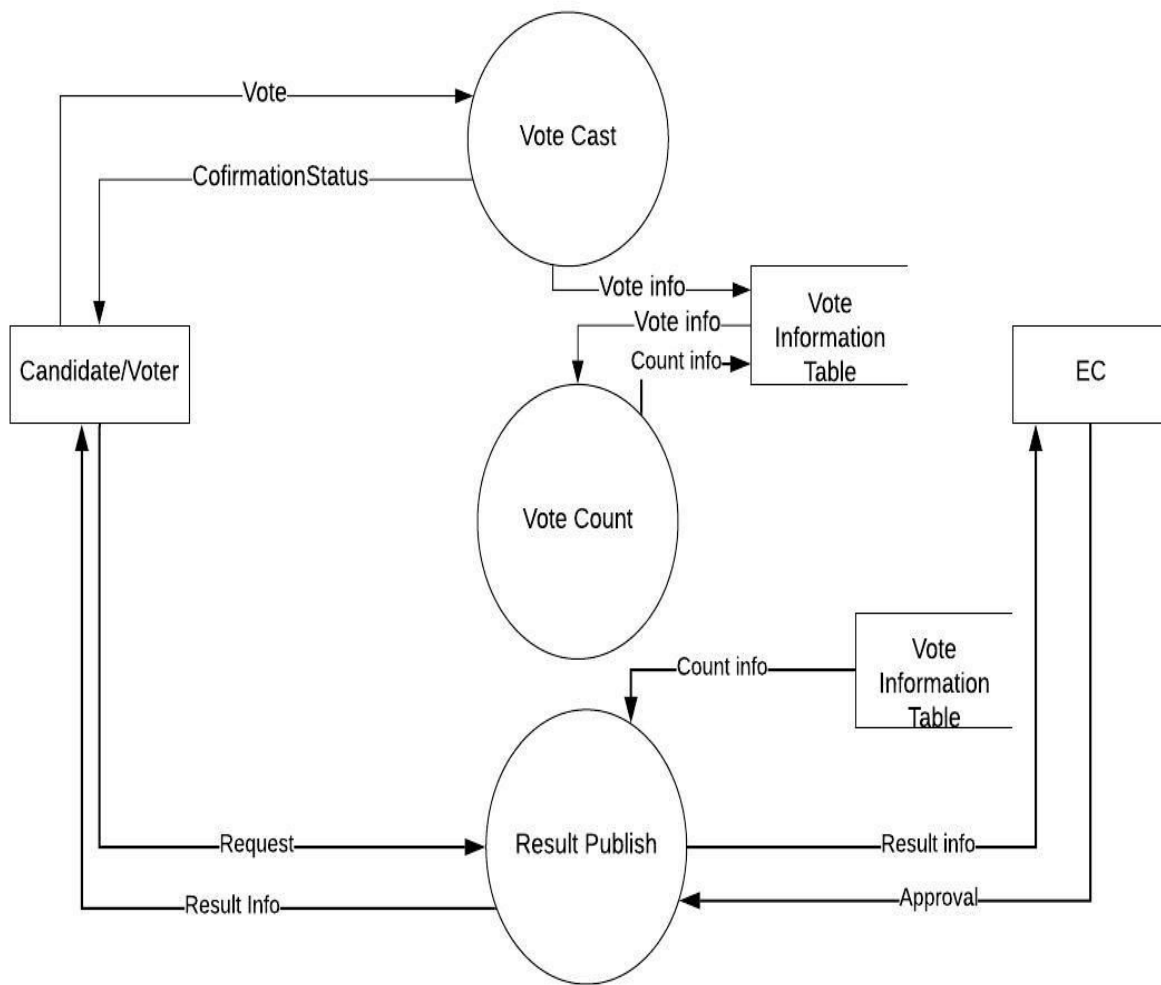 Vote
Vote Cast
CofirmationStatus
Vote info
Vote
Information
Table
Vote info
Count info
Candidate/Voter
EC
Vote Count
Vote
Information
Table
Count info
Request
Result Publish
Result info
Result Info
Approval